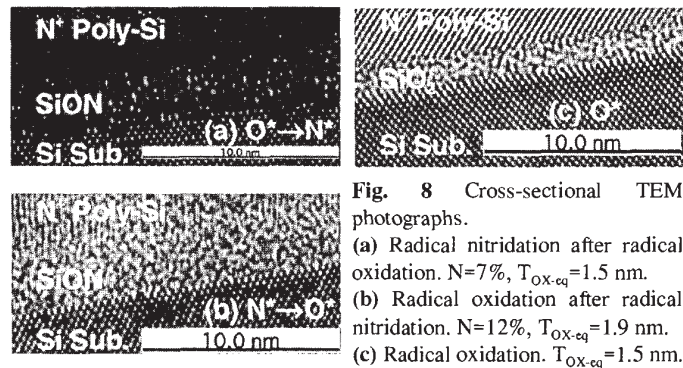 N+ Poly-Si
SiON
(a) O*→N*
Si Sub.
10.0 nm
SiO2
(c) O*
Si Sub.
10.0 nm
N+ Poly-Si
SiON
(b) N*→O*
Si Sub.
10.0 nm
Fig. 8 Cross-sectional TEM
photographs.
(a) Radical nitridation after radical
oxidation. N=7%, TOX-eq=1.5 nm.
(b) Radical oxidation after radical
nitridation. N=12%, TOX-eq=1.9 nm.
(c) Radical oxidation. TOX-eq=1.5 nm.